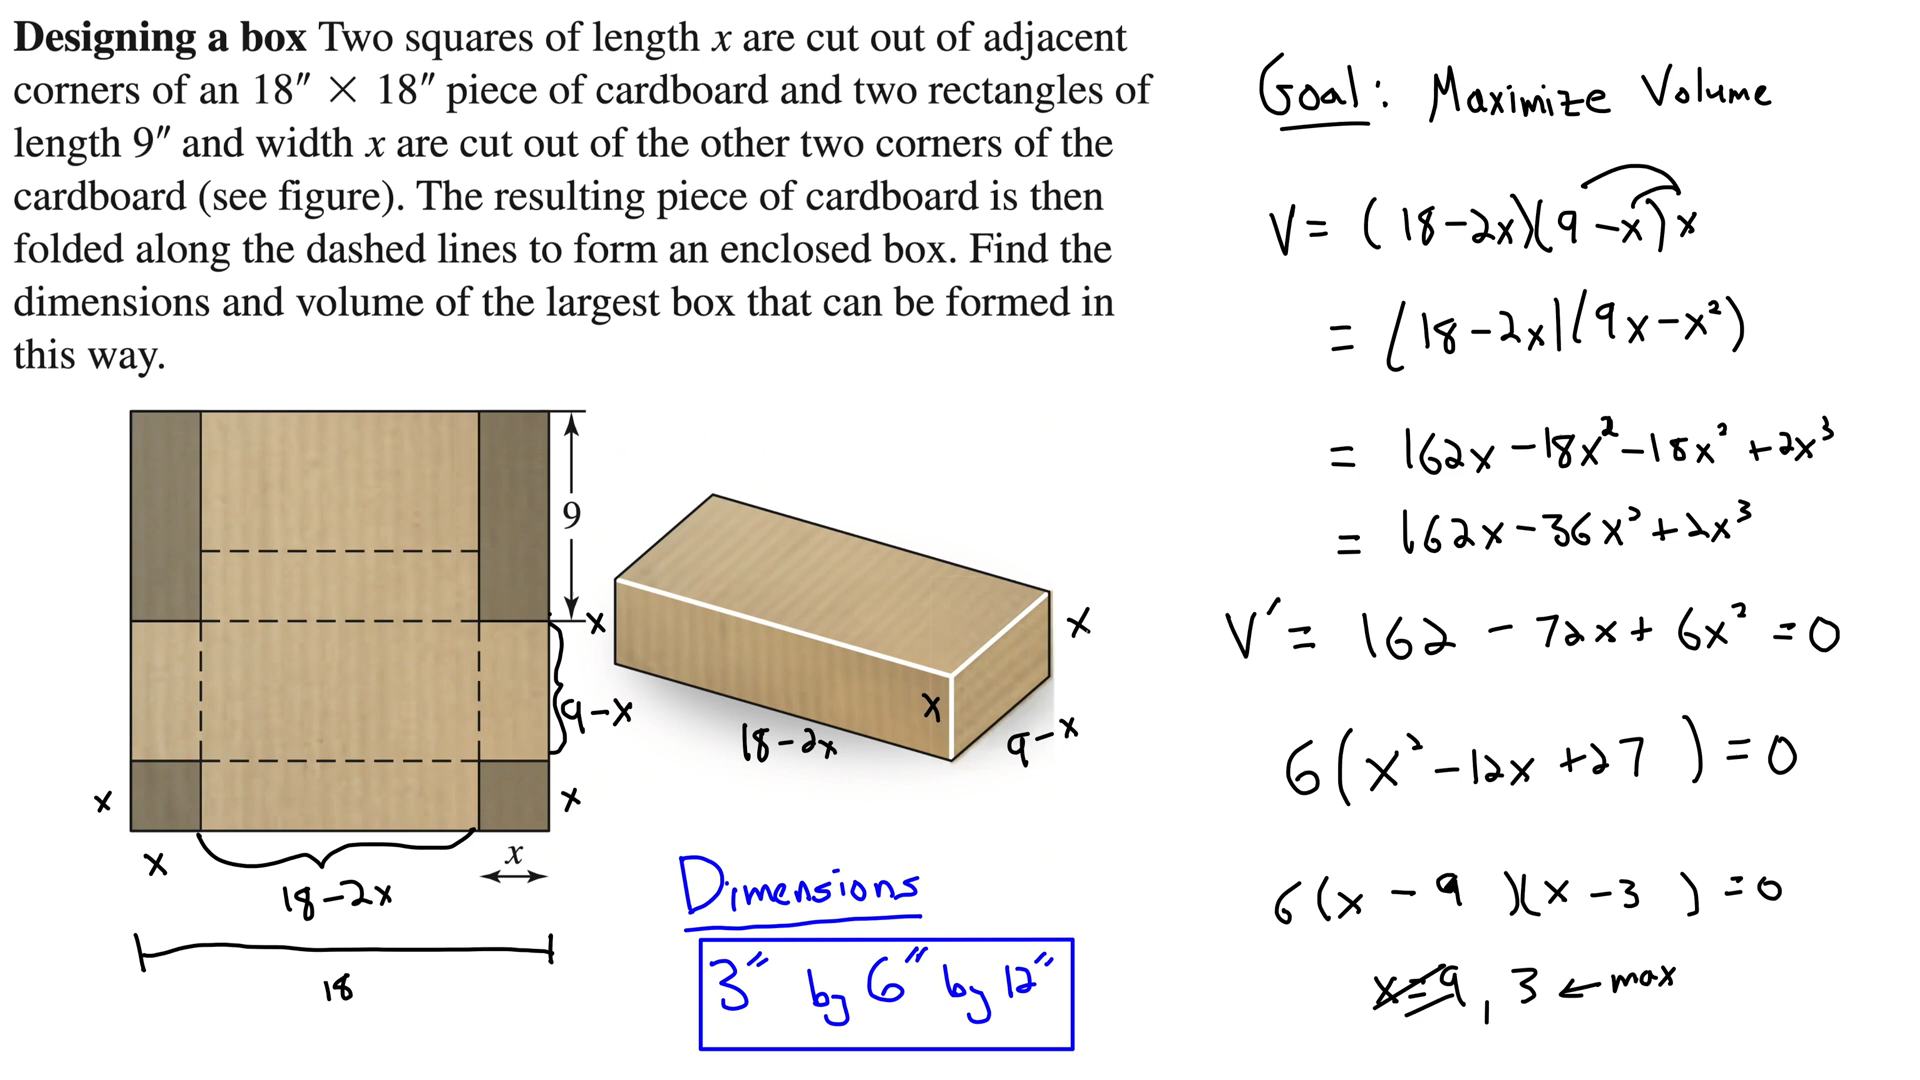 Designing a box Two squares of length x are cut out of adjacent
corners of an 18″ × 18″ piece of cardboard and two rectangles of
length 9″ and width x are cut out of the other two corners of the
cardboard (see figure). The resulting piece of cardboard is then
folded along the dashed lines to form an enclosed box. Find the
dimensions and volume of the largest box that can be formed in
this way.
9
x
9-x
x
x
x
x
18-2x
18
x
x
18-2x
9-x
Dimensions
3″ by 6″ by 12″
Goal: Maximize Volume
V = (18-2x)(9-x)x
= (18-2x)(9x-x²)
= 162x-18x²-18x²+2x³
= 162x-36x²+2x³
V′= 162 - 72x + 6x² = 0
6(x²-12x+27) = 0
6(x - 9)(x - 3) = 0
x=9, 3 ← max